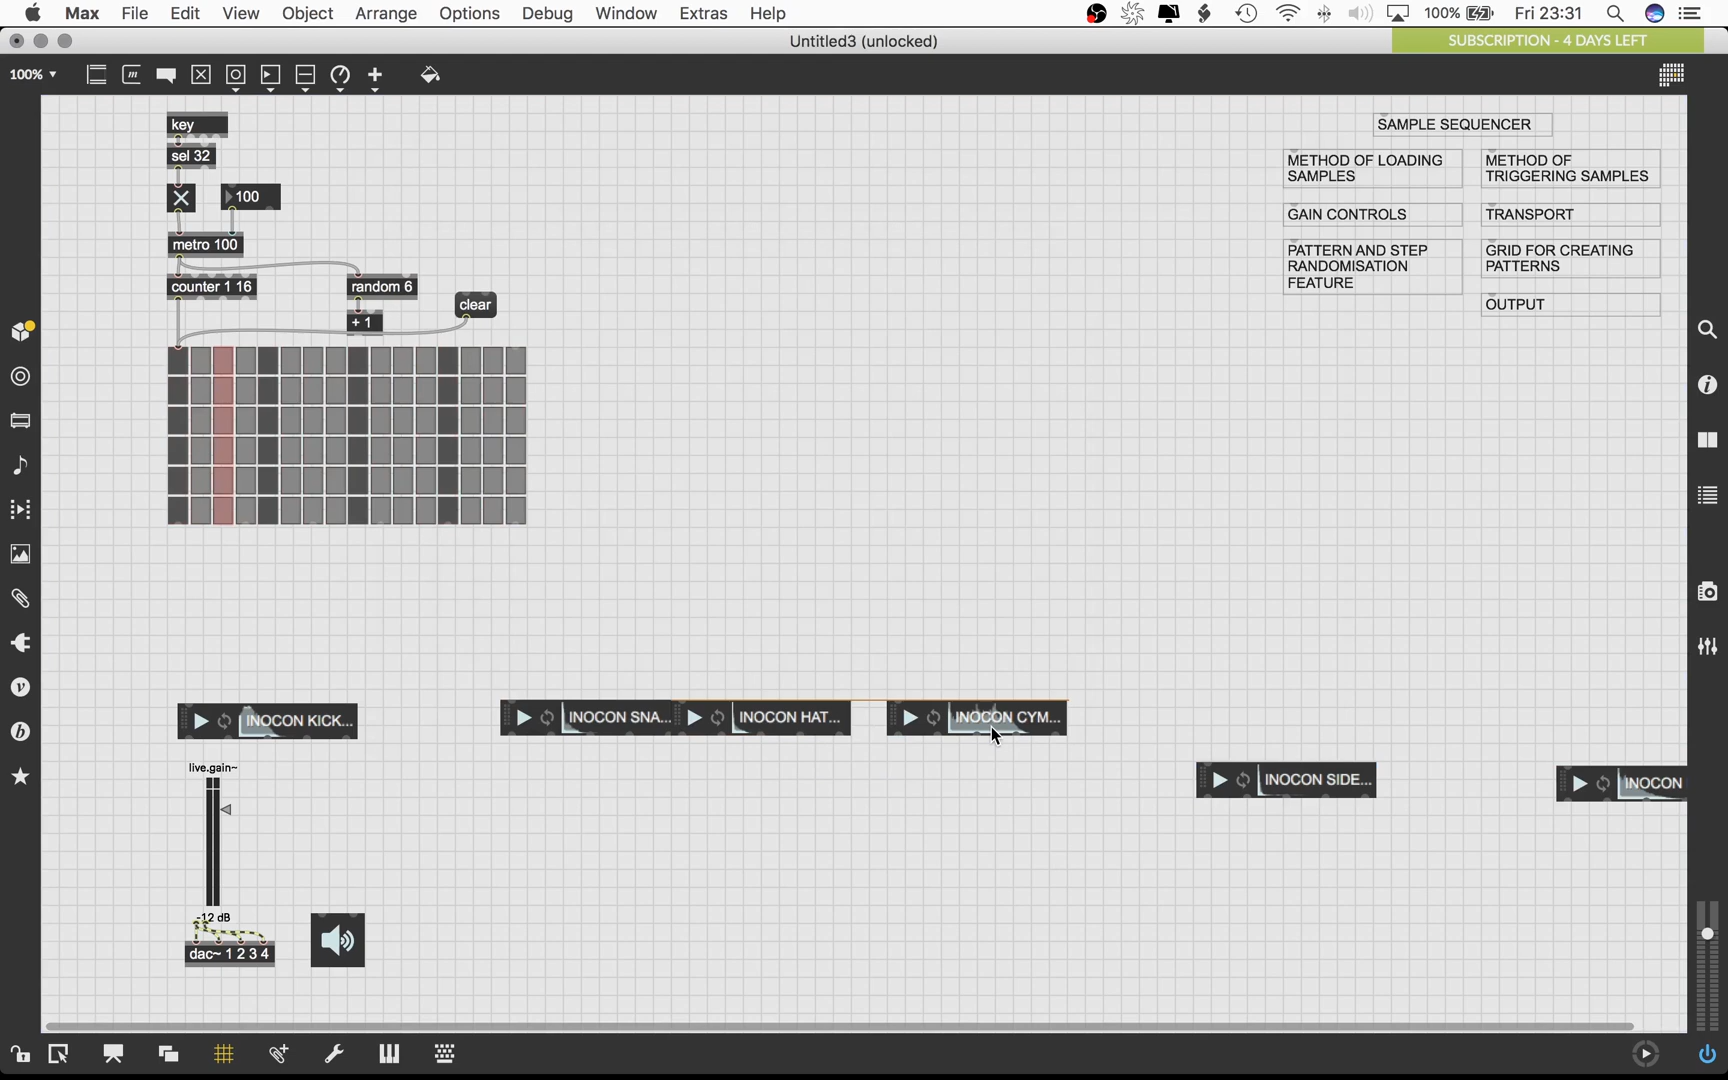 Max File Edit View Object Arrange Options Debug Window Extras Help 100% Fri 23:31
Untitled3 (unlocked)
SUBSCRIPTION - 4 DAYS LEFT
100%
key
sel 32
100
metro 100
counter 1 16
random 6
clear
+ 1
SAMPLE SEQUENCER
METHOD OF LOADING
SAMPLES
METHOD OF
TRIGGERING SAMPLES
GAIN CONTROLS
TRANSPORT
PATTERN AND STEP
RANDOMISATION
FEATURE
GRID FOR CREATING
PATTERNS
OUTPUT
INOCON KICK...
INOCON SNA...
INOCON HAT...
INOCON CYM...
INOCON SIDE...
INOCON
live.gain~
-12 dB
dac~ 1 2 3 4